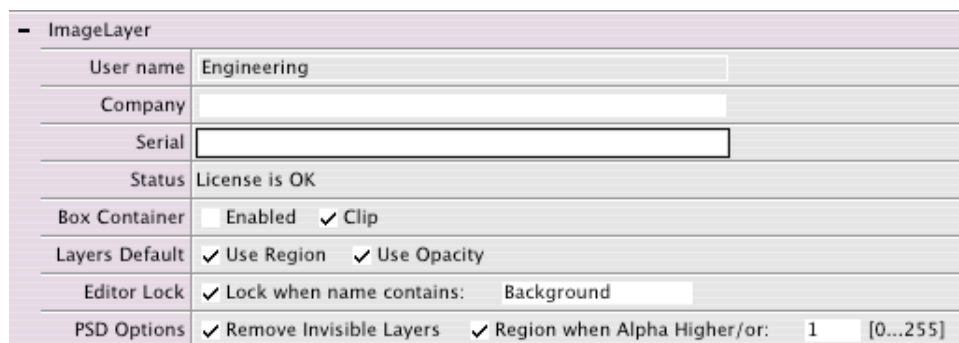 ImageLayer
User name Engineering
Company
Serial
Status License is OK
Box Container Enabled Clip
Layers Default Use Region Use Opacity
Editor Lock Lock when name contains: Background
PSD Options Remove Invisible Layers Region when Alpha Higher/or: 1 [0...255]